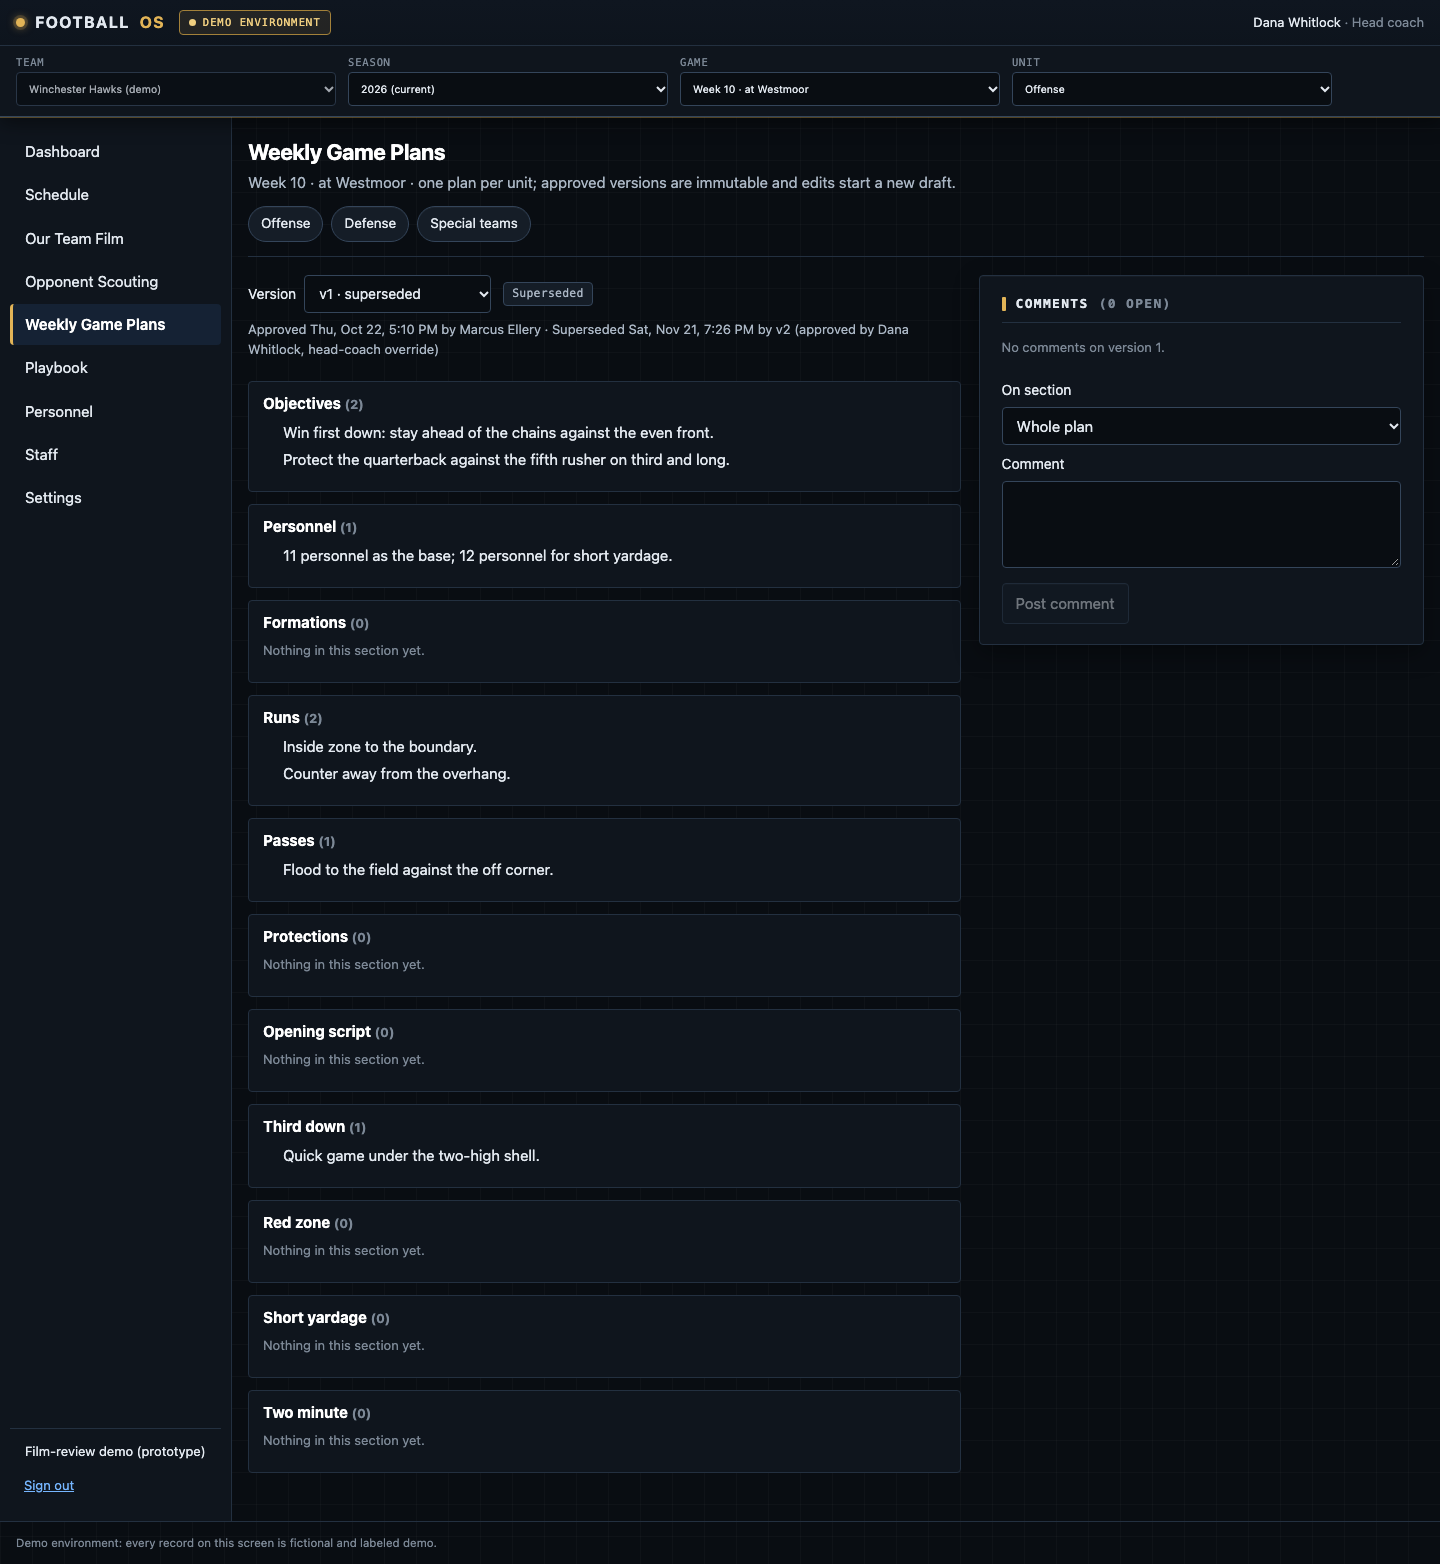 FOOTBALL OS
DEMO ENVIRONMENT
Dana Whitlock · Head coach
TEAM
SEASON
GAME
UNIT
Winchester Hawks (demo)
2026 (current)
Week 10 · at Westmoor
Offense
Dashboard
Schedule
Our Team Film
Opponent Scouting
Weekly Game Plans
Playbook
Personnel
Staff
Settings
Film-review demo (prototype)
Sign out
Weekly Game Plans
Week 10 · at Westmoor · one plan per unit; approved versions are immutable and edits start a new draft.
Offense
Defense
Special teams
Version
v1 · superseded
Superseded
Approved Thu, Oct 22, 5:10 PM by Marcus Ellery · Superseded Sat, Nov 21, 7:26 PM by v2 (approved by Dana
Whitlock, head-coach override)
Objectives (2)
Win first down: stay ahead of the chains against the even front.
Protect the quarterback against the fifth rusher on third and long.
Personnel (1)
11 personnel as the base; 12 personnel for short yardage.
Formations (0)
Nothing in this section yet.
Runs (2)
Inside zone to the boundary.
Counter away from the overhang.
Passes (1)
Flood to the field against the off corner.
Protections (0)
Nothing in this section yet.
Opening script (0)
Nothing in this section yet.
Third down (1)
Quick game under the two-high shell.
Red zone (0)
Nothing in this section yet.
Short yardage (0)
Nothing in this section yet.
Two minute (0)
Nothing in this section yet.
COMMENTS (0 OPEN)
No comments on version 1.
On section
Whole plan
Comment
Post comment
Demo environment: every record on this screen is fictional and labeled demo.